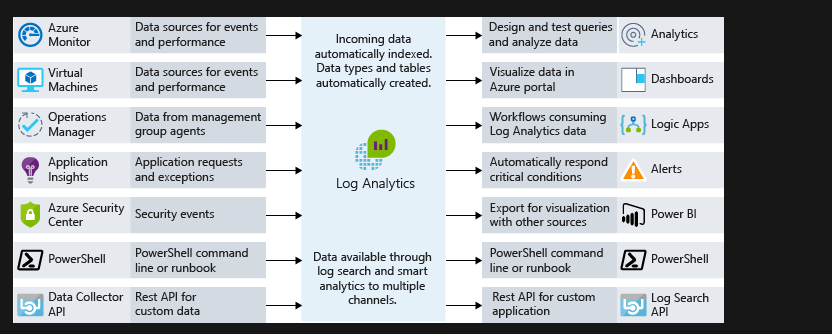 Azure
Monitor
Data sources for events
and performance
Incoming data
automatically indexed.
Data types and tables
automatically created.
Design and test queries
and analyze data
Analytics
Virtual
Machines
Data sources for events
and performance
Visualize data in
Azure portal
Dashboards
Operations
Manager
Data from management
group agents
Workflows consuming
Log Analytics data
Logic Apps
Application
Insights
Application requests
and exceptions
Log Analytics
Automatically respond
critical conditions
Alerts
Azure Security
Center
Security events
Export for visualization
with other sources
Power BI
PowerShell
PowerShell command
line or runbook
Data available through
log search and smart
analytics to multiple
channels.
PowerShell command
line or runbook
PowerShell
Data Collector
API
Rest API for
custom data
Rest API for custom
application
Log Search
API